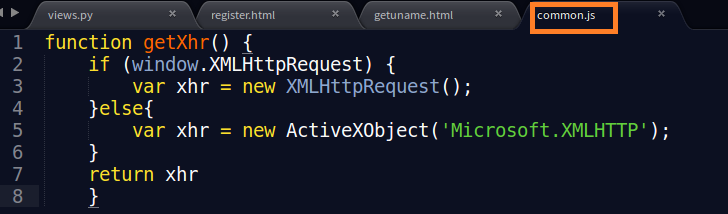 views.py × register.html × getuname.html × common.js ×
1 function getXhr() {
2     if (window.XMLHttpRequest) {
3         var xhr = new XMLHttpRequest();
4     }else{
5         var xhr = new ActiveXObject('Microsoft.XMLHTTP');
6     }
7     return xhr
8     }